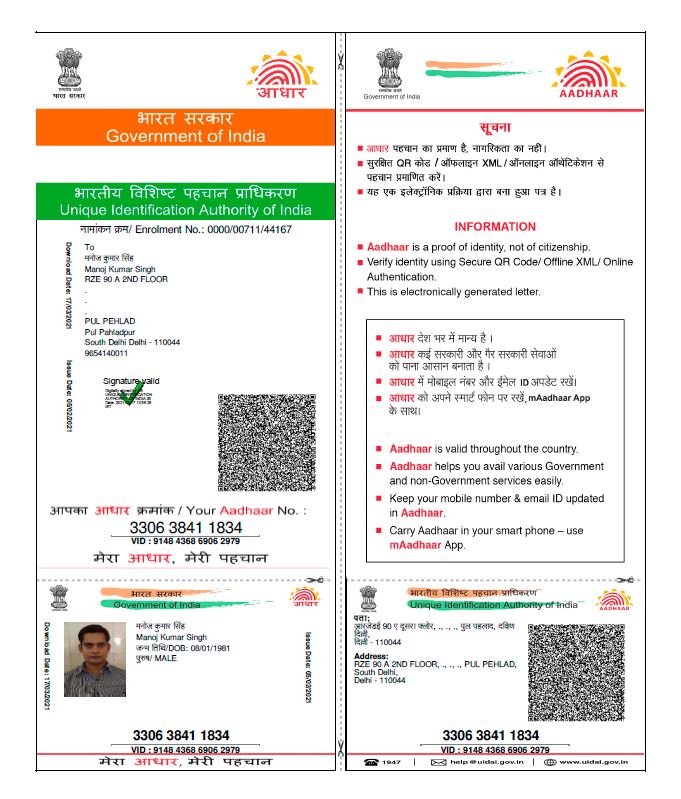 भारत सरकार
आधार
भारत सरकार
Government of India
भारतीय विशिष्ट पहचान प्राधिकरण
Unique Identification Authority of India
नामांकन क्रम/ Enrolment No.: 0000/00711/44167
Download Date: 17/03/2021
Issue Date: 05/02/2021
To
मनोज कुमार सिंह
Manoj Kumar Singh
RZE 90 A 2ND FLOOR
.
.
.
PUL PEHLAD
Pul Pahladpur
South Delhi Delhi - 110044
9654140011
Signature valid
आपका आधार क्रमांक / Your Aadhaar No. :
3306 3841 1834
VID : 9148 4368 6906 2979
मेरा आधार, मेरी पहचान
Government of India
AADHAAR
सूचना
आधार पहचान का प्रमाण है, नागरिकता का नहीं।
सुरक्षित QR कोड / ऑफलाइन XML / ऑनलाइन ऑथेंटिकेशन से
पहचान प्रमाणित करें।
यह एक इलेक्ट्रॉनिक प्रक्रिया द्वारा बना हुआ पत्र है।
INFORMATION
Aadhaar is a proof of identity, not of citizenship.
Verify identity using Secure QR Code/ Offline XML/ Online
Authentication.
This is electronically generated letter.
आधार देश भर में मान्य है ।
आधार कई सरकारी और गैर सरकारी सेवाओं
को पाना आसान बनाता है ।
आधार में मोबाइल नंबर और ईमेल ID अपडेट रखें।
आधार को अपने स्मार्ट फोन पर रखें, mAadhaar App
के साथ।
Aadhaar is valid throughout the country.
Aadhaar helps you avail various Government
and non-Government services easily.
Keep your mobile number & email ID updated
in Aadhaar.
Carry Aadhaar in your smart phone – use
mAadhaar App.
भारत सरकार
Government of India
आधार
Download Date: 17/03/2021
मनोज कुमार सिंह
Manoj Kumar Singh
जन्म तिथि/DOB: 08/01/1981
पुरुष/ MALE
Issue Date: 05/02/2021
3306 3841 1834
VID : 9148 4368 6906 2979
मेरा आधार, मेरी पहचान
भारतीय विशिष्ट पहचान प्राधिकरण
Unique Identification Authority of India
AADHAAR
पता:
आरजेडई 90 ए दूसरा फ्लोर, ., ., ., पुल पहलाद, दक्षिण
दिल्ली,
दिल्ली - 110044
Address:
RZE 90 A 2ND FLOOR, ., ., ., PUL PEHLAD,
South Delhi,
Delhi - 110044
3306 3841 1834
VID : 9148 4368 6906 2979
1947 | help@uidai.gov.in | www.uidai.gov.in